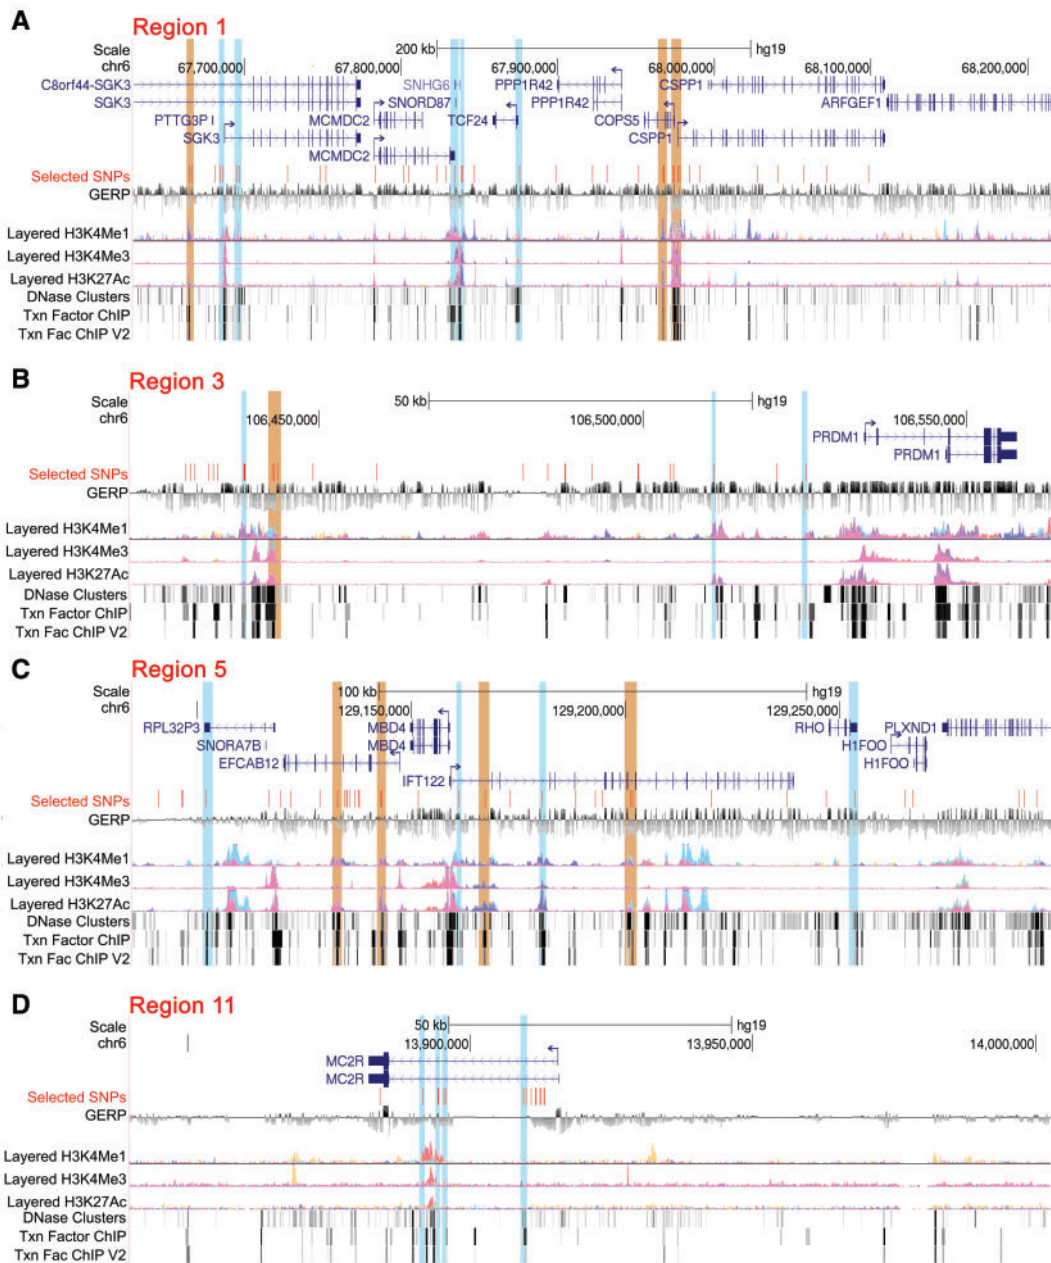 A
Region 1
Scale
200 kb
hg19
chr6
67,700,000
67,800,000
67,900,000
68,000,000
68,100,000
68,200,000
C8orf44-SGK3
SNHG6
PPP1R42
CSPP1
SGK3
SNORD87
PPP1R42
ARFGEF1
PTTG3P
MCMDC2
TCF24
COPS5
SGK3
CSPP1
MCMDC2
Selected SNPs
GERP
Layered H3K4Me1
Layered H3K4Me3
Layered H3K27Ac
DNase Clusters
Txn Factor ChIP
Txn Fac ChIP V2
B
Region 3
Scale
50 kb
hg19
chr6
106,450,000
106,500,000
106,550,000
PRDM1
PRDM1
Selected SNPs
GERP
Layered H3K4Me1
Layered H3K4Me3
Layered H3K27Ac
DNase Clusters
Txn Factor ChIP
Txn Fac ChIP V2
C
Region 5
Scale
100 kb
hg19
chr6
129,150,000
129,200,000
129,250,000
RPL32P3
MBD4
RHO
PLXND1
SNORA7B
MBD4
H1FOO
EFCAB12
H1FOO
IFT122
Selected SNPs
GERP
Layered H3K4Me1
Layered H3K4Me3
Layered H3K27Ac
DNase Clusters
Txn Factor ChIP
Txn Fac ChIP V2
D
Region 11
Scale
50 kb
hg19
chr6
13,900,000
13,950,000
14,000,000
MC2R
MC2R
Selected SNPs
GERP
Layered H3K4Me1
Layered H3K4Me3
Layered H3K27Ac
DNase Clusters
Txn Factor ChIP
Txn Fac ChIP V2